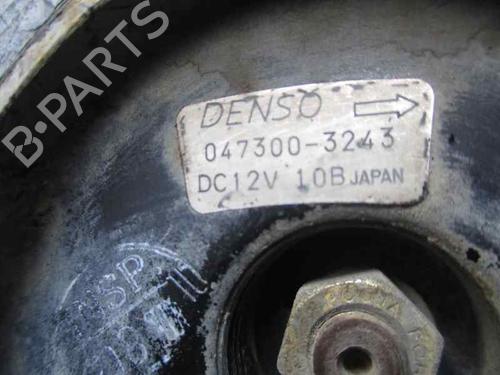 B-PARTS
DENSO
047300-3243
DC12V 10B JAPAN